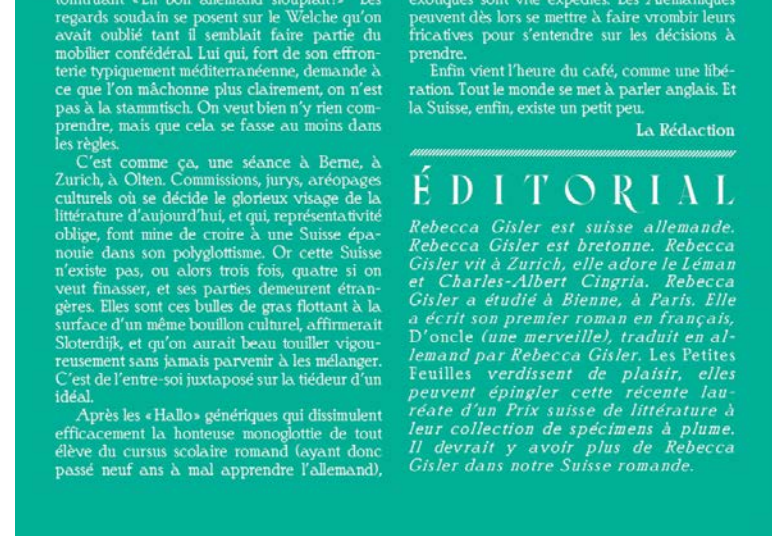 regards soudain se posent sur le Welche qu'on
avait oublié tant il semblait faire partie du
mobilier confédéral. Lui qui, fort de son effron-
terie typiquement méditerranéenne, demande à
ce que l'on mâchonne plus clairement, on n'est
pas à la stammtisch. On veut bien n'y rien com-
prendre, mais que cela se fasse au moins dans
les règles.
C'est comme ça, une séance à Berne, à
Zurich, à Olten. Commissions, jurys, aréopages
culturels où se décide le glorieux visage de la
littérature d'aujourd'hui, et qui, représentativité
oblige, font mine de croire à une Suisse épa-
nouie dans son polyglottisme. Or cette Suisse
n'existe pas, ou alors trois fois, quatre si on
veut finasser, et ses parties demeurent étran-
gères. Elles sont ces bulles de gras flottant à la
surface d'un même bouillon culturel, affirmerait
Sloterdijk, et qu'on aurait beau touiller vigou-
reusement sans jamais parvenir à les mélanger.
C'est de l'entre-soi juxtaposé sur la tiédeur d'un
idéal.
Après les «Hallo» génériques qui dissimulent
efficacement la honteuse monoglottie de tout
élève du cursus scolaire romand (ayant donc
passé neuf ans à mal apprendre l'allemand),
exotiques sont vite expédiés. Les Alémaniques
peuvent dès lors se mettre à faire vrombir leurs
fricatives pour s'entendre sur les décisions à
prendre.
Enfin vient l'heure du café, comme une libé-
ration. Tout le monde se met à parler anglais. Et
la Suisse, enfin, existe un petit peu.
La Rédaction
ÉDITORIAL
Rebecca Gisler est suisse allemande.
Rebecca Gisler est bretonne. Rebecca
Gisler vit à Zurich, elle adore le Léman
et Charles-Albert Cingria. Rebecca
Gisler a étudié à Bienne, à Paris. Elle
a écrit son premier roman en français,
D'oncle (une merveille), traduit en al-
lemand par Rebecca Gisler. Les Petites
Feuilles verdissent de plaisir, elles
peuvent épingler cette récente lau-
réate d'un Prix suisse de littérature à
leur collection de spécimens à plume.
Il devrait y avoir plus de Rebecca
Gisler dans notre Suisse romande.